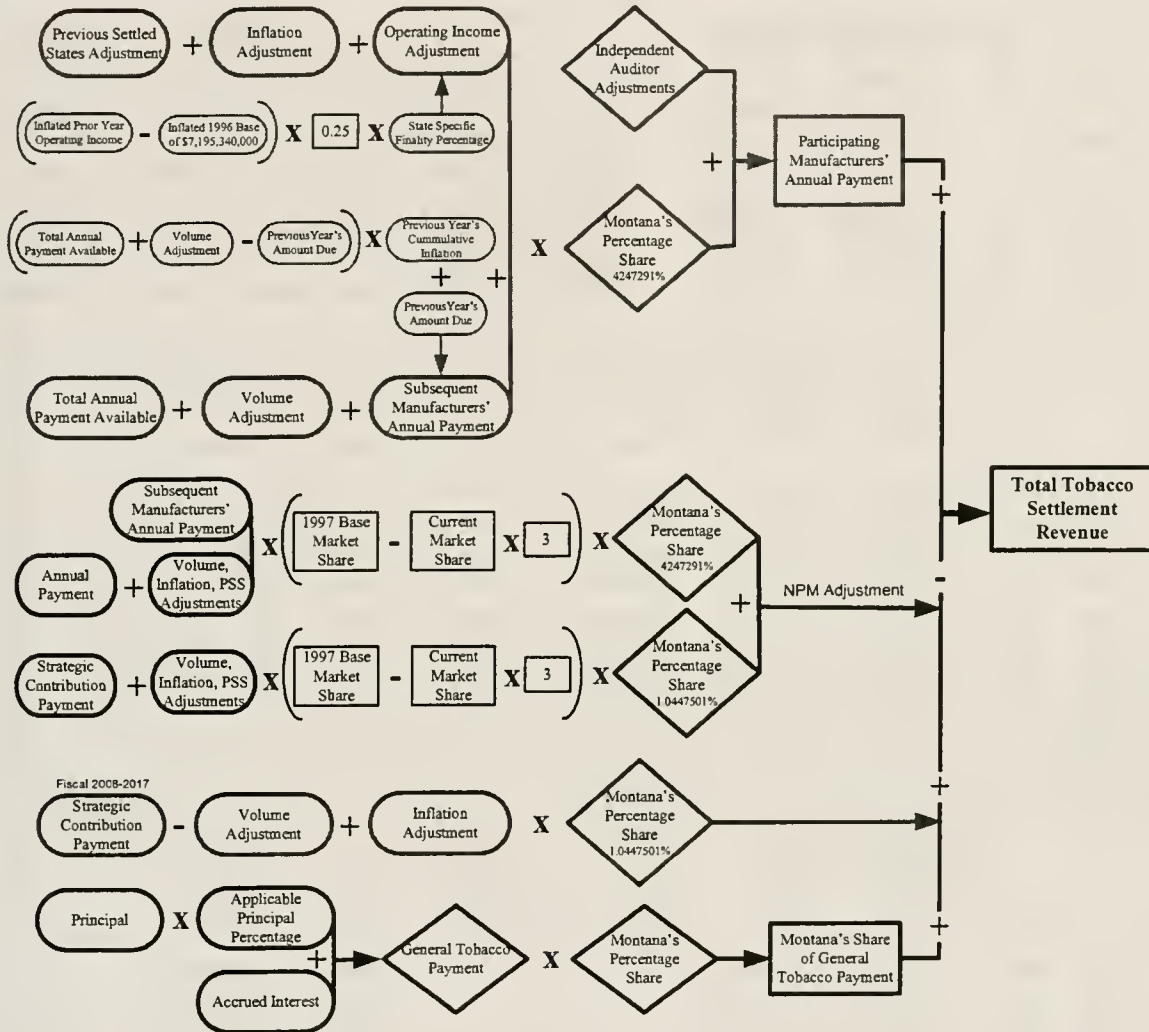 Previous Settled
States Adjustment
+
Inflation
Adjustment
+
Operating Income
Adjustment
Independent
Auditor
Adjustments
(
Inflated Prior Year
Operating Income
-
Inflated 1996 Base
of $7,195,340,000
)
X
0.25
X
State Specific
Finality Percentage
+
Participating
Manufacturers'
Annual Payment
+
(
Total Annual
Payment Available
+
Volume
Adjustment
-
PreviousYear's
Amount Due
)
X
Previous Year's
Cummulative
Inflation
+
+
X
Montana's
Percentage
Share
4247291%
PreviousYear's
Amount Due
Total Annual
Payment Available
+
Volume
Adjustment
+
Subsequent
Manufacturers'
Annual Payment
Total Tobacco
Settlement
Revenue
Subsequent
Manufacturers'
Annual Payment
Annual
Payment
+
Volume,
Inflation, PSS
Adjustments
X
(
1997 Base
Market
Share
-
Current
Market
Share
X
3
)
X
Montana's
Percentage
Share
4247291%
+
NPM Adjustment
-
Strategic
Contribution
Payment
+
Volume,
Inflation, PSS
Adjustments
X
(
1997 Base
Market
Share
-
Current
Market
Share
X
3
)
X
Montana's
Percentage
Share
1.0447501%
Fiscal 2008-2017
Strategic
Contribution
Payment
-
Volume
Adjustment
+
Inflation
Adjustment
X
Montana's
Percentage
Share
1.0447501%
+
Principal
X
Applicable
Principal
Percentage
+
Accrued Interest
General Tobacco
Payment
X
Montana's
Percentage
Share
Montana's Share
of General
Tobacco Payment
+